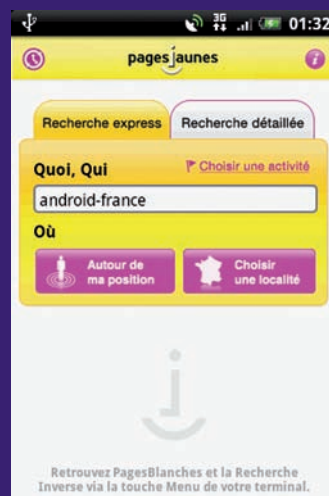 3G 01:32
pagesjaunes
Recherche express Recherche détaillée
Quoi, Qui Choisir une activité
android-france
Où
Autour de ma position
Choisir une localité
Retrouvez PagesBlanches et la Recherche
Inverse via la touche Menu de votre terminal.